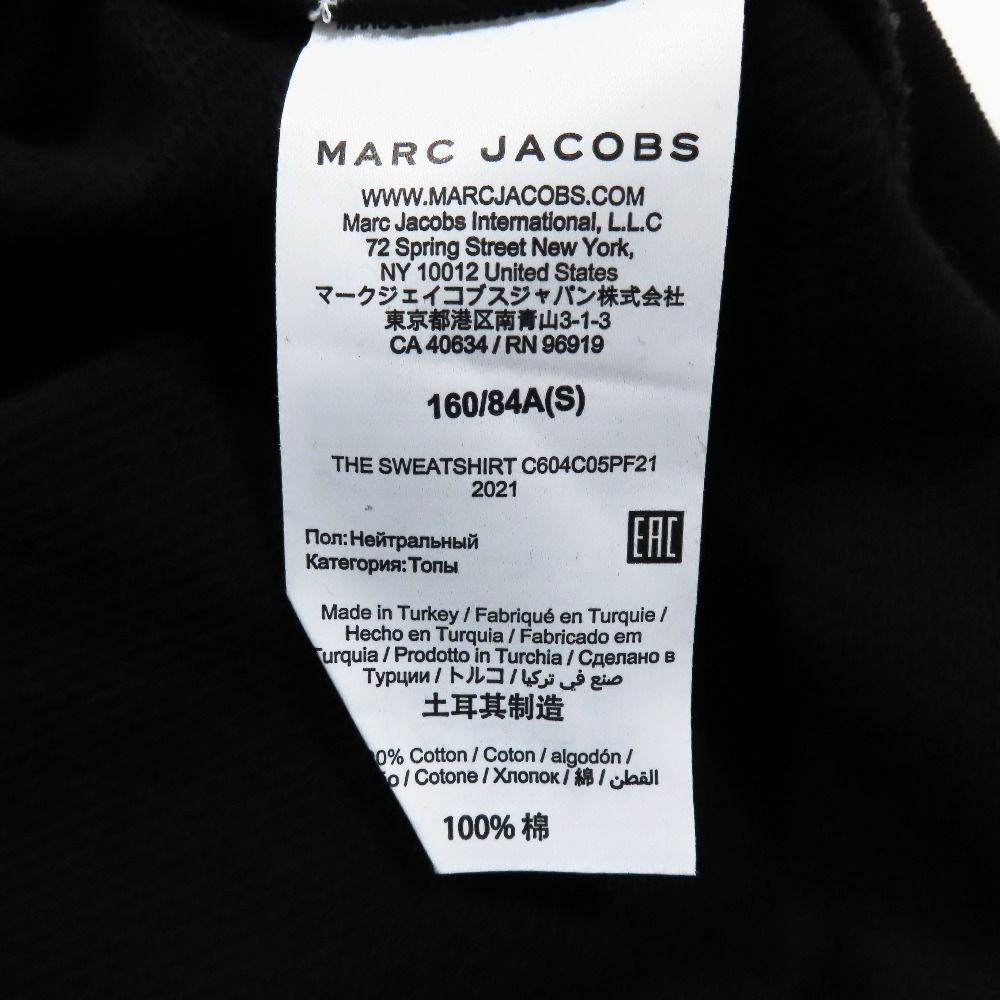 MARC JACOBS
WWW.MARCJACOBS.COM
Marc Jacobs International, L.L.C
72 Spring Street New York,
NY 10012 United States
マークジェイコブスジャパン株式会社
東京都港区南青山3-1-3
CA 40634 / RN 96919
160/84A(S)
THE SWEATSHIRT C604C05PF21
2021
EAC
Пол:Нейтральный
Категория:Топы
Made in Turkey / Fabriqué en Turquie /
Hecho en Turquia / Fabricado em
Turquia / Prodotto in Turchia / Сделано в
Турции / トルコ / صنع في تركيا
土耳其制造
0% Cotton / Coton / algodón /
/ Cotone / Хлопок / 綿 / القطن
100% 棉